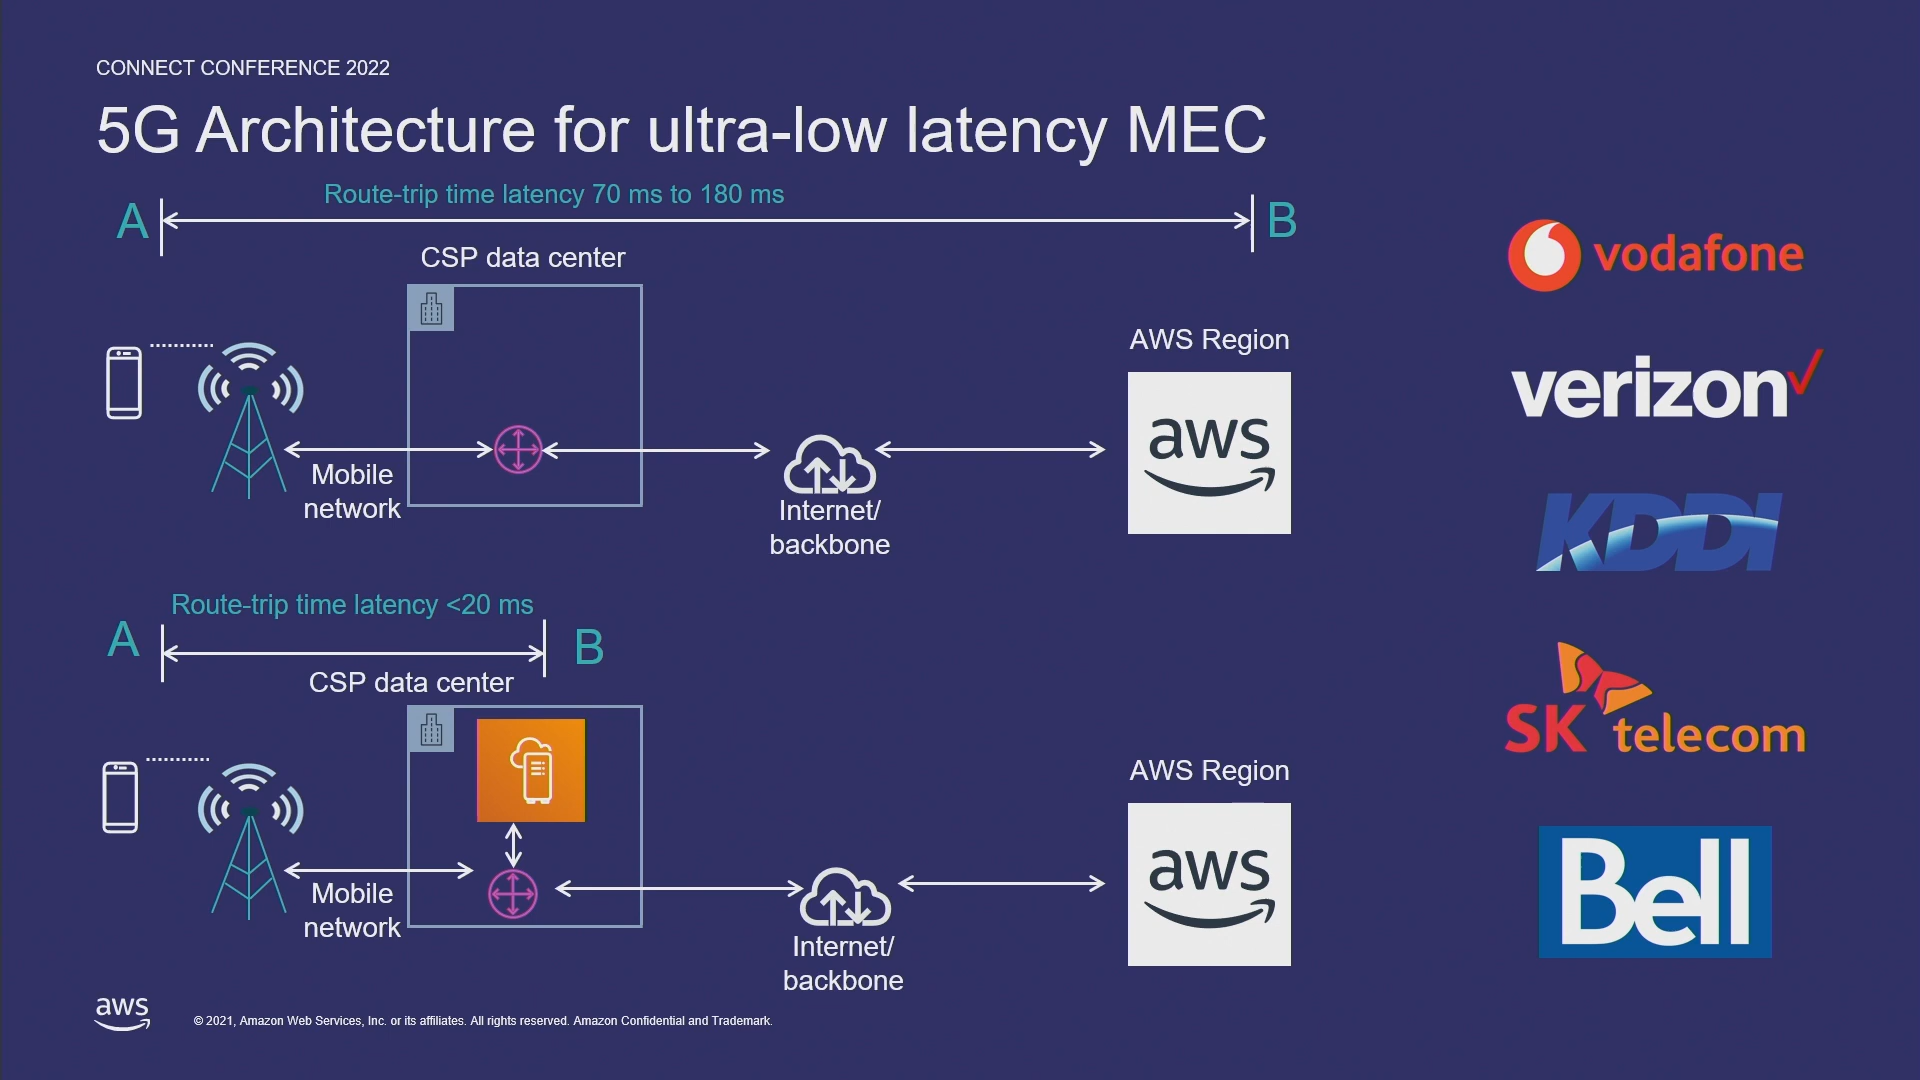 CONNECT CONFERENCE 2022
5G Architecture for ultra-low latency MEC
Route-trip time latency 70 ms to 180 ms
A
B
CSP data center
AWS Region
aws
Mobile
network
Internet/
backbone
Route-trip time latency <20 ms
A
B
CSP data center
AWS Region
aws
Mobile
network
Internet/
backbone
vodafone
verizon
KDDI
SK telecom
Bell
aws
© 2021, Amazon Web Services, Inc. or its affiliates. All rights reserved. Amazon Confidential and Trademark.